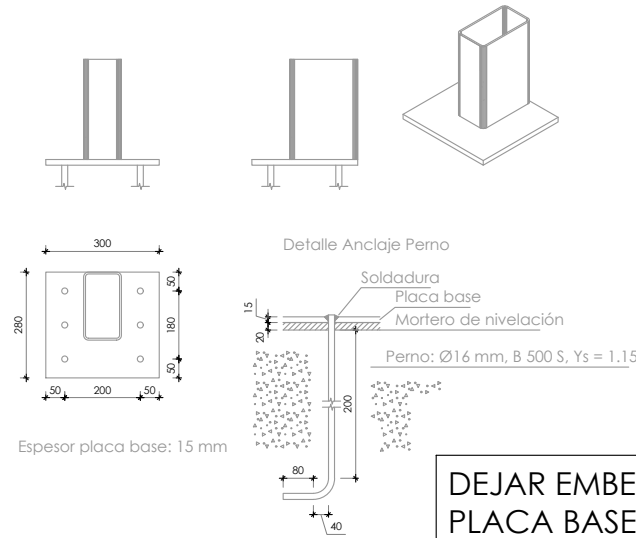 300
280
50
180
50
50
200
50
Espesor placa base: 15 mm
Detalle Anclaje Perno
Soldadura
Placa base
Mortero de nivelación
Perno: Ø16 mm, B 500 S, Ys = 1.15
15
20
200
80
40
DEJAR EMBE
PLACA BASE